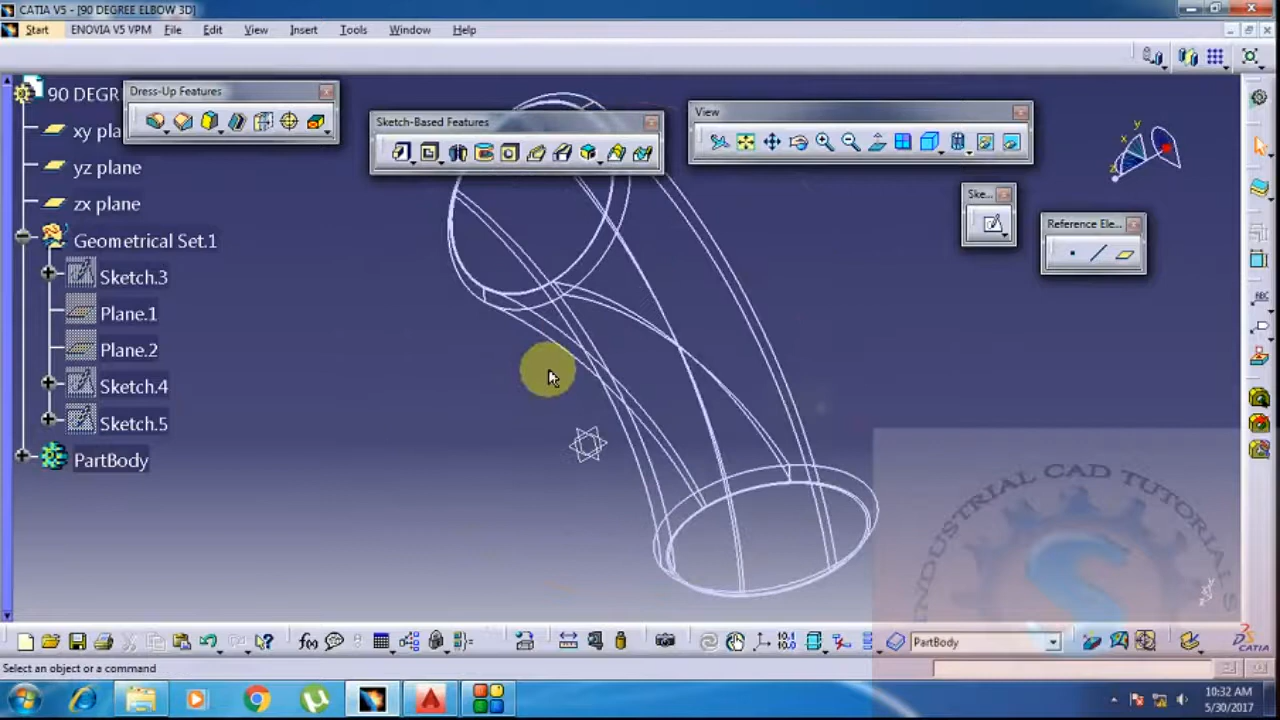 CATIA V5 - [90 DEGREE ELBOW 3D]
Start ENOVIA V5 VPM File Edit View Insert Tools Window Help
90 DEGR
Dress-Up Features
Sketch-Based Features
View
xy pla
yz plane
zx plane
Ske...
Reference Ele...
Geometrical Set.1
Sketch.3
Plane.1
Plane.2
Sketch.4
Sketch.5
PartBody
x
y
z
INDUSTRIAL CAD TUTORIALS
S
f(x)
10.1
PartBody
CATIA
Select an object or a command
10:32 AM
5/30/2017